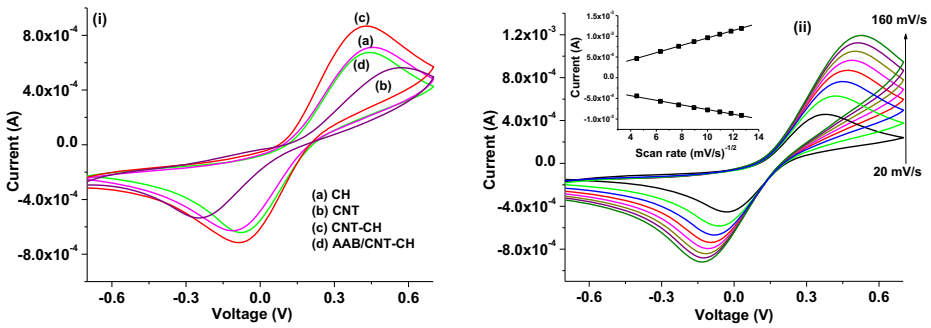 (i)
Current (A)
8.0x10⁻⁴
4.0x10⁻⁴
0.0
-4.0x10⁻⁴
-8.0x10⁻⁴
(c)
(a)
(d)
(b)
(a) CH
(b) CNT
(c) CNT-CH
(d) AAB/CNT-CH
-0.6 -0.3 0.0 0.3 0.6
Voltage (V)
(ii)
Current (A)
1.2x10⁻³
8.0x10⁻⁴
4.0x10⁻⁴
0.0
-4.0x10⁻⁴
-8.0x10⁻⁴
Current (A)
1.5x10⁻³
1.0x10⁻³
5.0x10⁻⁴
0.0
-5.0x10⁻⁴
-1.0x10⁻³
4 6 8 10 12 14
Scan rate (mV/s)⁻¹/²
160 mV/s
20 mV/s
-0.6 -0.3 0.0 0.3 0.6
Voltage (V)